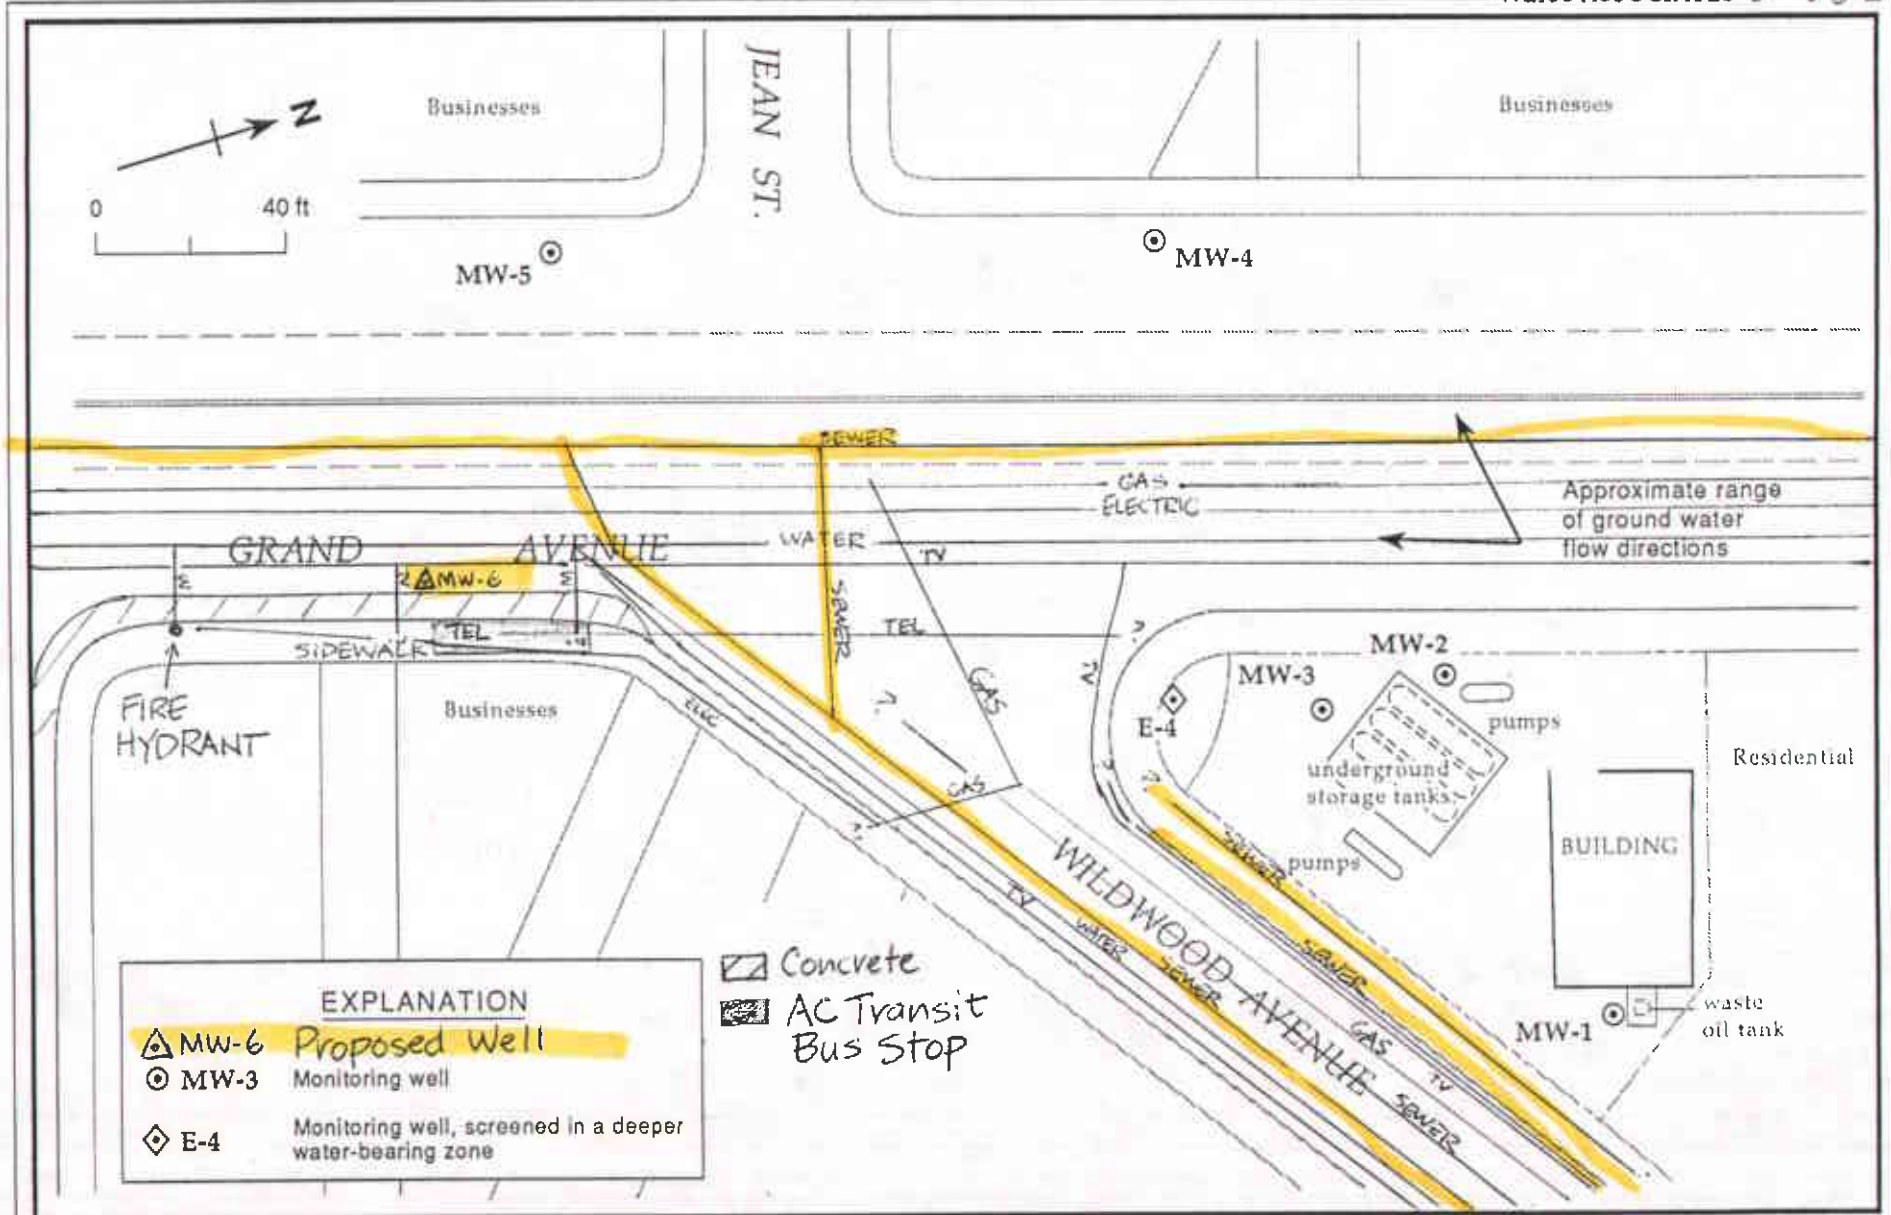 Businesses
JEAN ST.
Businesses
N
0 40 ft
MW-5
MW-4
SEWER
GAS
ELECTRIC
Approximate range
of ground water
flow directions
GRAND AVENUE
WATER
TV
MW-6
SEWER
TEL
TEL
?
SIDEWALK
FIRE
HYDRANT
Businesses
ELEC
?
GAS
GAS
?
TV
MW-2
MW-3
E-4
pumps
underground
storage tanks
pumps
Residential
BUILDING
?
SEWER
SEWER
WILDWOOD AVENUE
TV
WATER
SEWER
GAS
TV
SEWER
MW-1
waste
oil tank
EXPLANATION
MW-6 Proposed Well
MW-3 Monitoring well
E-4 Monitoring well, screened in a deeper
water-bearing zone
Concrete
AC Transit
Bus Stop